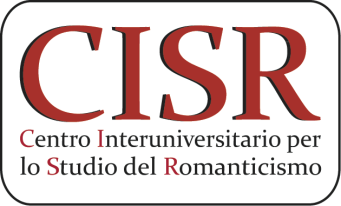 CISR
Centro Interuniversitario per
lo Studio del Romanticismo